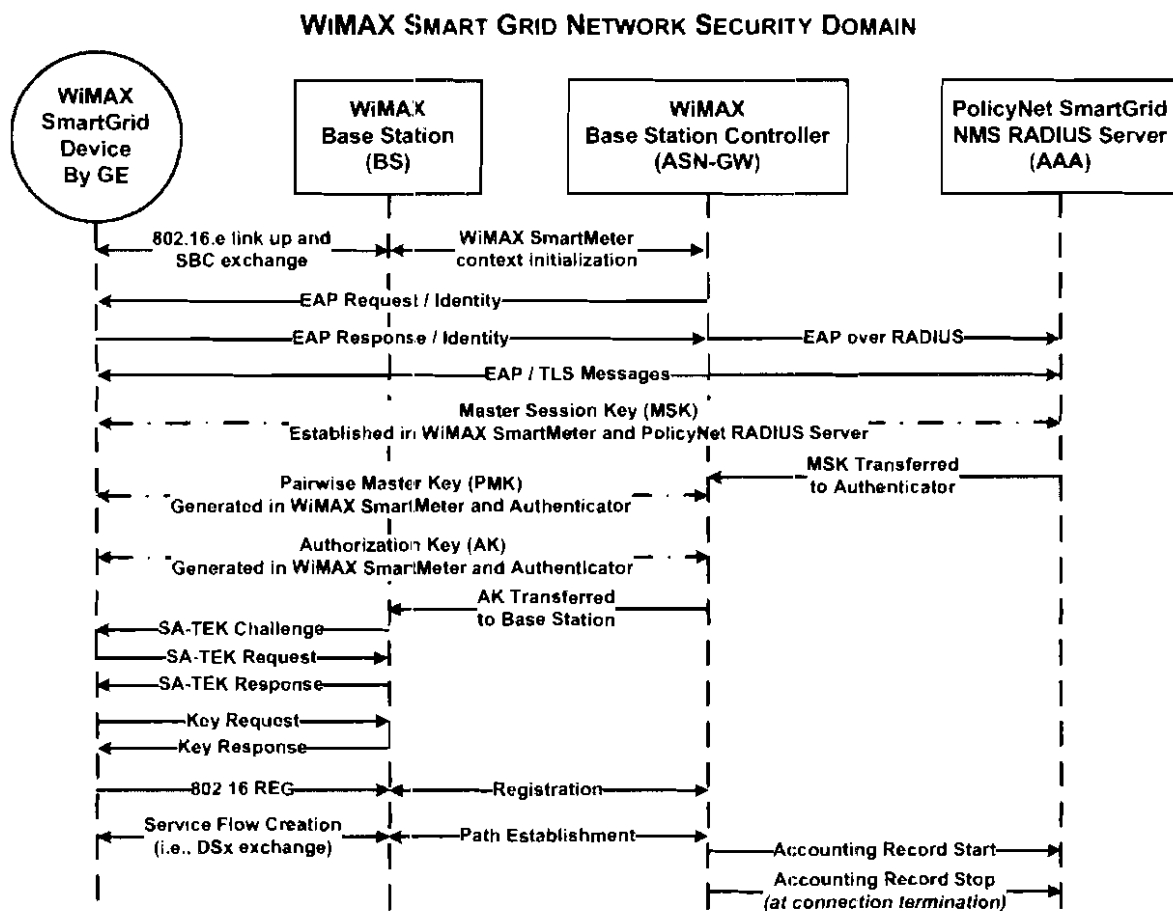 WIMAX SMART GRID NETWORK SECURITY DOMAIN
WiMAX
SmartGrid
Device
By GE
WiMAX
Base Station
(BS)
WiMAX
Base Station Controller
(ASN-GW)
PolicyNet SmartGrid
NMS RADIUS Server
(AAA)
802.16.e link up and
SBC exchange
WiMAX SmartMeter
context initialization
EAP Request / Identity
EAP Response / Identity
EAP over RADIUS
EAP / TLS Messages
Master Session Key (MSK)
Established in WiMAX SmartMeter and PolicyNet RADIUS Server
MSK Transferred
to Authenticator
Pairwise Master Key (PMK)
Generated in WiMAX SmartMeter and Authenticator
Authorization Key (AK)
Generated in WiMAX SmartMeter and Authenticator
AK Transferred
to Base Station
SA-TEK Challenge
SA-TEK Request
SA-TEK Response
Key Request
Key Response
802 16 REG
Registration
Service Flow Creation
(i.e., DSx exchange)
Path Establishment
Accounting Record Start
Accounting Record Stop
(at connection termination)